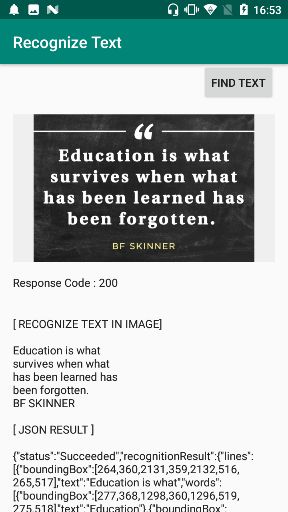 16:53
Recognize Text
FIND TEXT
“
Education is what
survives when what
has been learned has
been forgotten.
BF SKINNER
Response Code : 200
[ RECOGNIZE TEXT IN IMAGE]
Education is what
survives when what
has been learned has
been forgotten.
BF SKINNER
[ JSON RESULT ]
{"status":"Succeeded","recognitionResult":{"lines":
[{"boundingBox":[264,360,2131,359,2132,516,
265,517],"text":"Education is what","words":
[{"boundingBox":[277,368,1298,360,1296,519,
275,518],"text":"Education"},{"boundingBox":